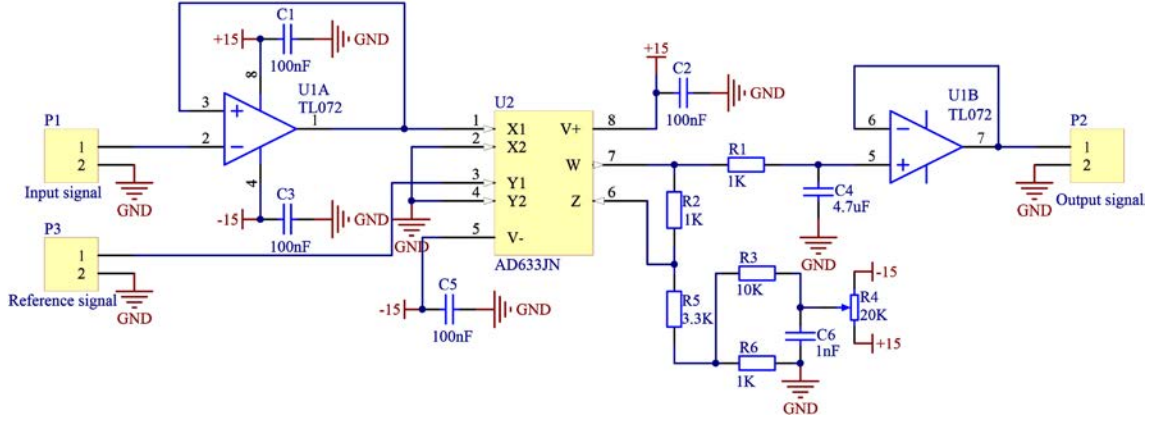 C1
+15
GND
100nF
8
U1A
TL072
3
2
1
4
P1
1
2
Input signal
GND
-15
C3
GND
100nF
P3
1
2
Reference signal
GND
U2
1 X1
2 X2
3 Y1
4 Y2
5 V-
V+ 8
W 7
Z 6
AD633JN
GND
-15
C5
GND
100nF
+15
C2
GND
100nF
R1
1K
R2
1K
C4
4.7uF
GND
R5
3.3K
R3
10K
R6
1K
C6
1nF
GND
-15
R4
20K
+15
U1B
TL072
6
5
7
P2
1
2
Output signal
GND